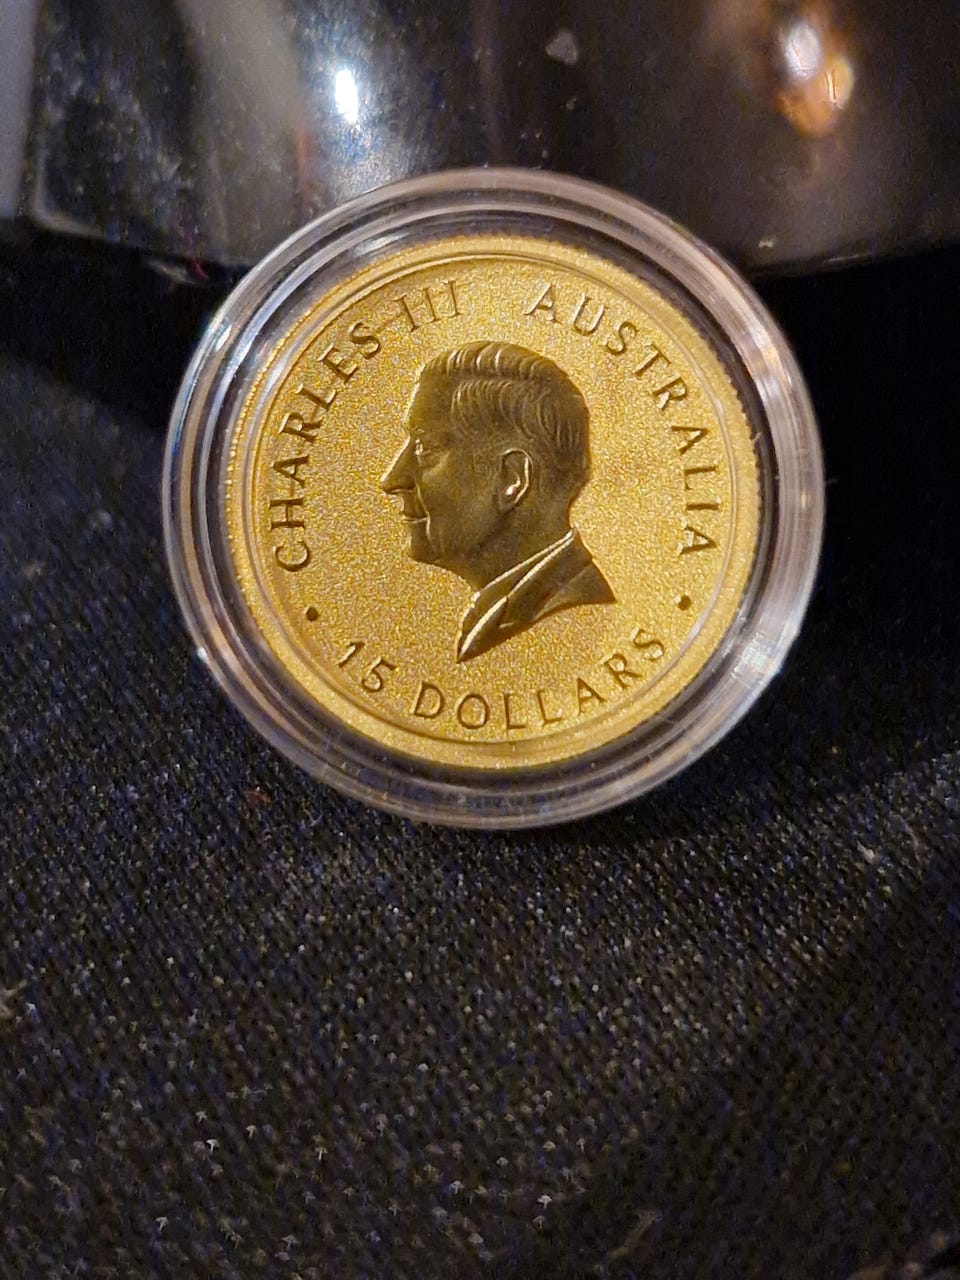 CHARLES III AUSTRALIA
• 15 DOLLARS •